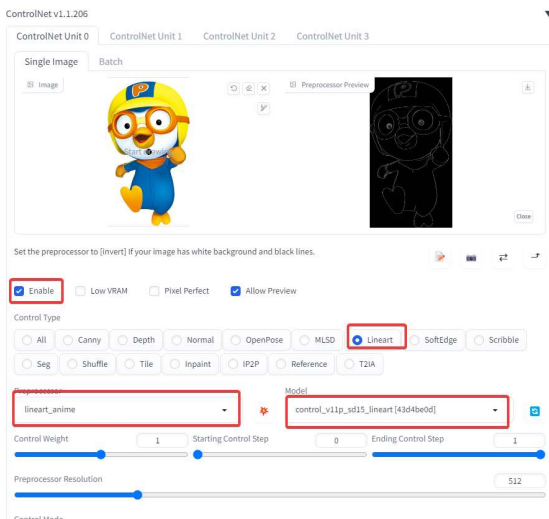 ControlNet v1.1.206
ControlNet Unit 0 ControlNet Unit 1 ControlNet Unit 2 ControlNet Unit 3
Single Image Batch
Image Preprocessor Preview
P
Close
Set the preprocessor to [invert] If your image has white background and black lines.
Enable Low VRAM Pixel Perfect Allow Preview
Control Type
All Canny Depth Normal OpenPose MLSD Lineart SoftEdge Scribble
Seg Shuffle Tile Inpaint IP2P Reference T2IA
Preprocessor Model
lineart_anime control_v11p_sd15_lineart [43d4be0d]
Control Weight 1 Starting Control Step 0 Ending Control Step 1
Preprocessor Resolution 512
Control Mode